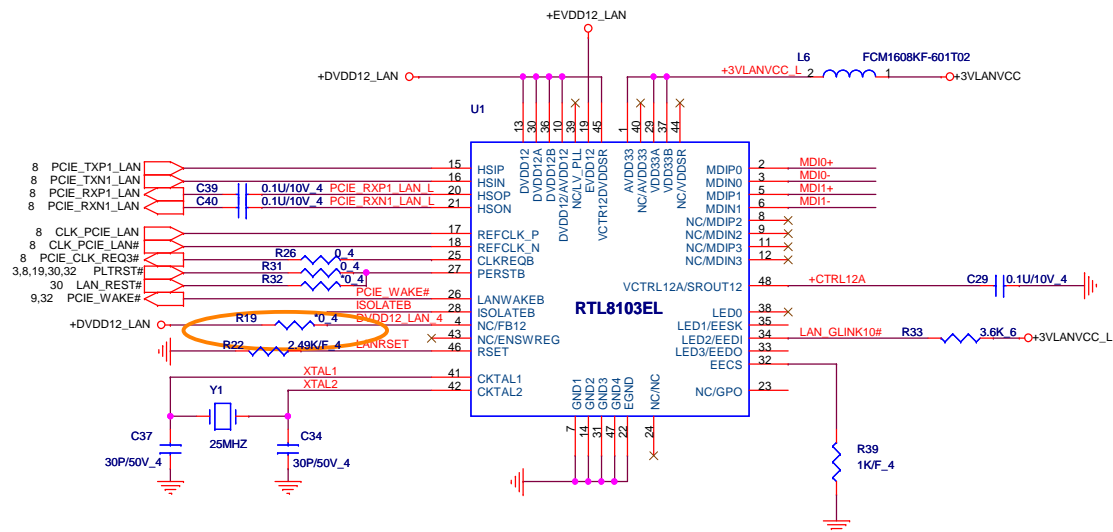 +EVDD12_LAN
+DVDD12_LAN
+3VLANVCC_L
L6
FCM1608KF-601T02
2
1
+3VLANVCC
U1
13
30
36
10
39
19
45
1
40
29
37
44
DVDD12
DVDD12A
DVDD12B
DVDD12/AVDD12
NC/LV_PLL
EVDD12
VCTR12DVDDSR
AVDD33
NC/AVDD33
VDD33A
VDD33B
NC/VDDSR
8 PCIE_TXP1_LAN
15
HSIP
8 PCIE_TXN1_LAN
16
HSIN
8 PCIE_RXP1_LAN
C39
0.1U/10V_4
PCIE_RXP1_LAN_L
20
HSOP
8 PCIE_RXN1_LAN
C40
0.1U/10V_4
PCIE_RXN1_LAN_L
21
HSON
8 CLK_PCIE_LAN
17
REFCLK_P
8 CLK_PCIE_LAN#
18
REFCLK_N
8 PCIE_CLK_REQ3#
R26
0_4
25
CLKREQB
3,8,19,30,32 PLTRST#
R31
0_4
27
PERSTB
30 LAN_REST#
R32
*0_4
9,32 PCIE_WAKE#
PCIE_WAKE#
26
LANWAKEB
ISOLATEB
28
ISOLATEB
+DVDD12_LAN
R19
*0_4
DVDD12_LAN_4
4
NC/FB12
43
NC/ENSWREG
R22
2.49K/F_4
LANRSET
46
RSET
XTAL1
41
CKTAL1
XTAL2
42
CKTAL2
Y1
25MHZ
C37
30P/50V_4
C34
30P/50V_4
RTL8103EL
MDIP0
2
MDI0+
MDIN0
3
MDI0-
MDIP1
5
MDI1+
MDIN1
6
MDI1-
NC/MDIP2
8
NC/MDIN2
9
NC/MDIP3
11
NC/MDIN3
12
VCTRL12A/SROUT12
48
+CTRL12A
C29
0.1U/10V_4
LED0
38
LED1/EESK
35
LED2/EEDI
34
LAN_GLINK10#
R33
3.6K_6
+3VLANVCC_L
LED3/EEDO
33
EECS
32
NC/GPO
23
R39
1K/F_4
GND1
GND2
GND3
GND4
EGND
NC/NC
7
14
31
47
22
24